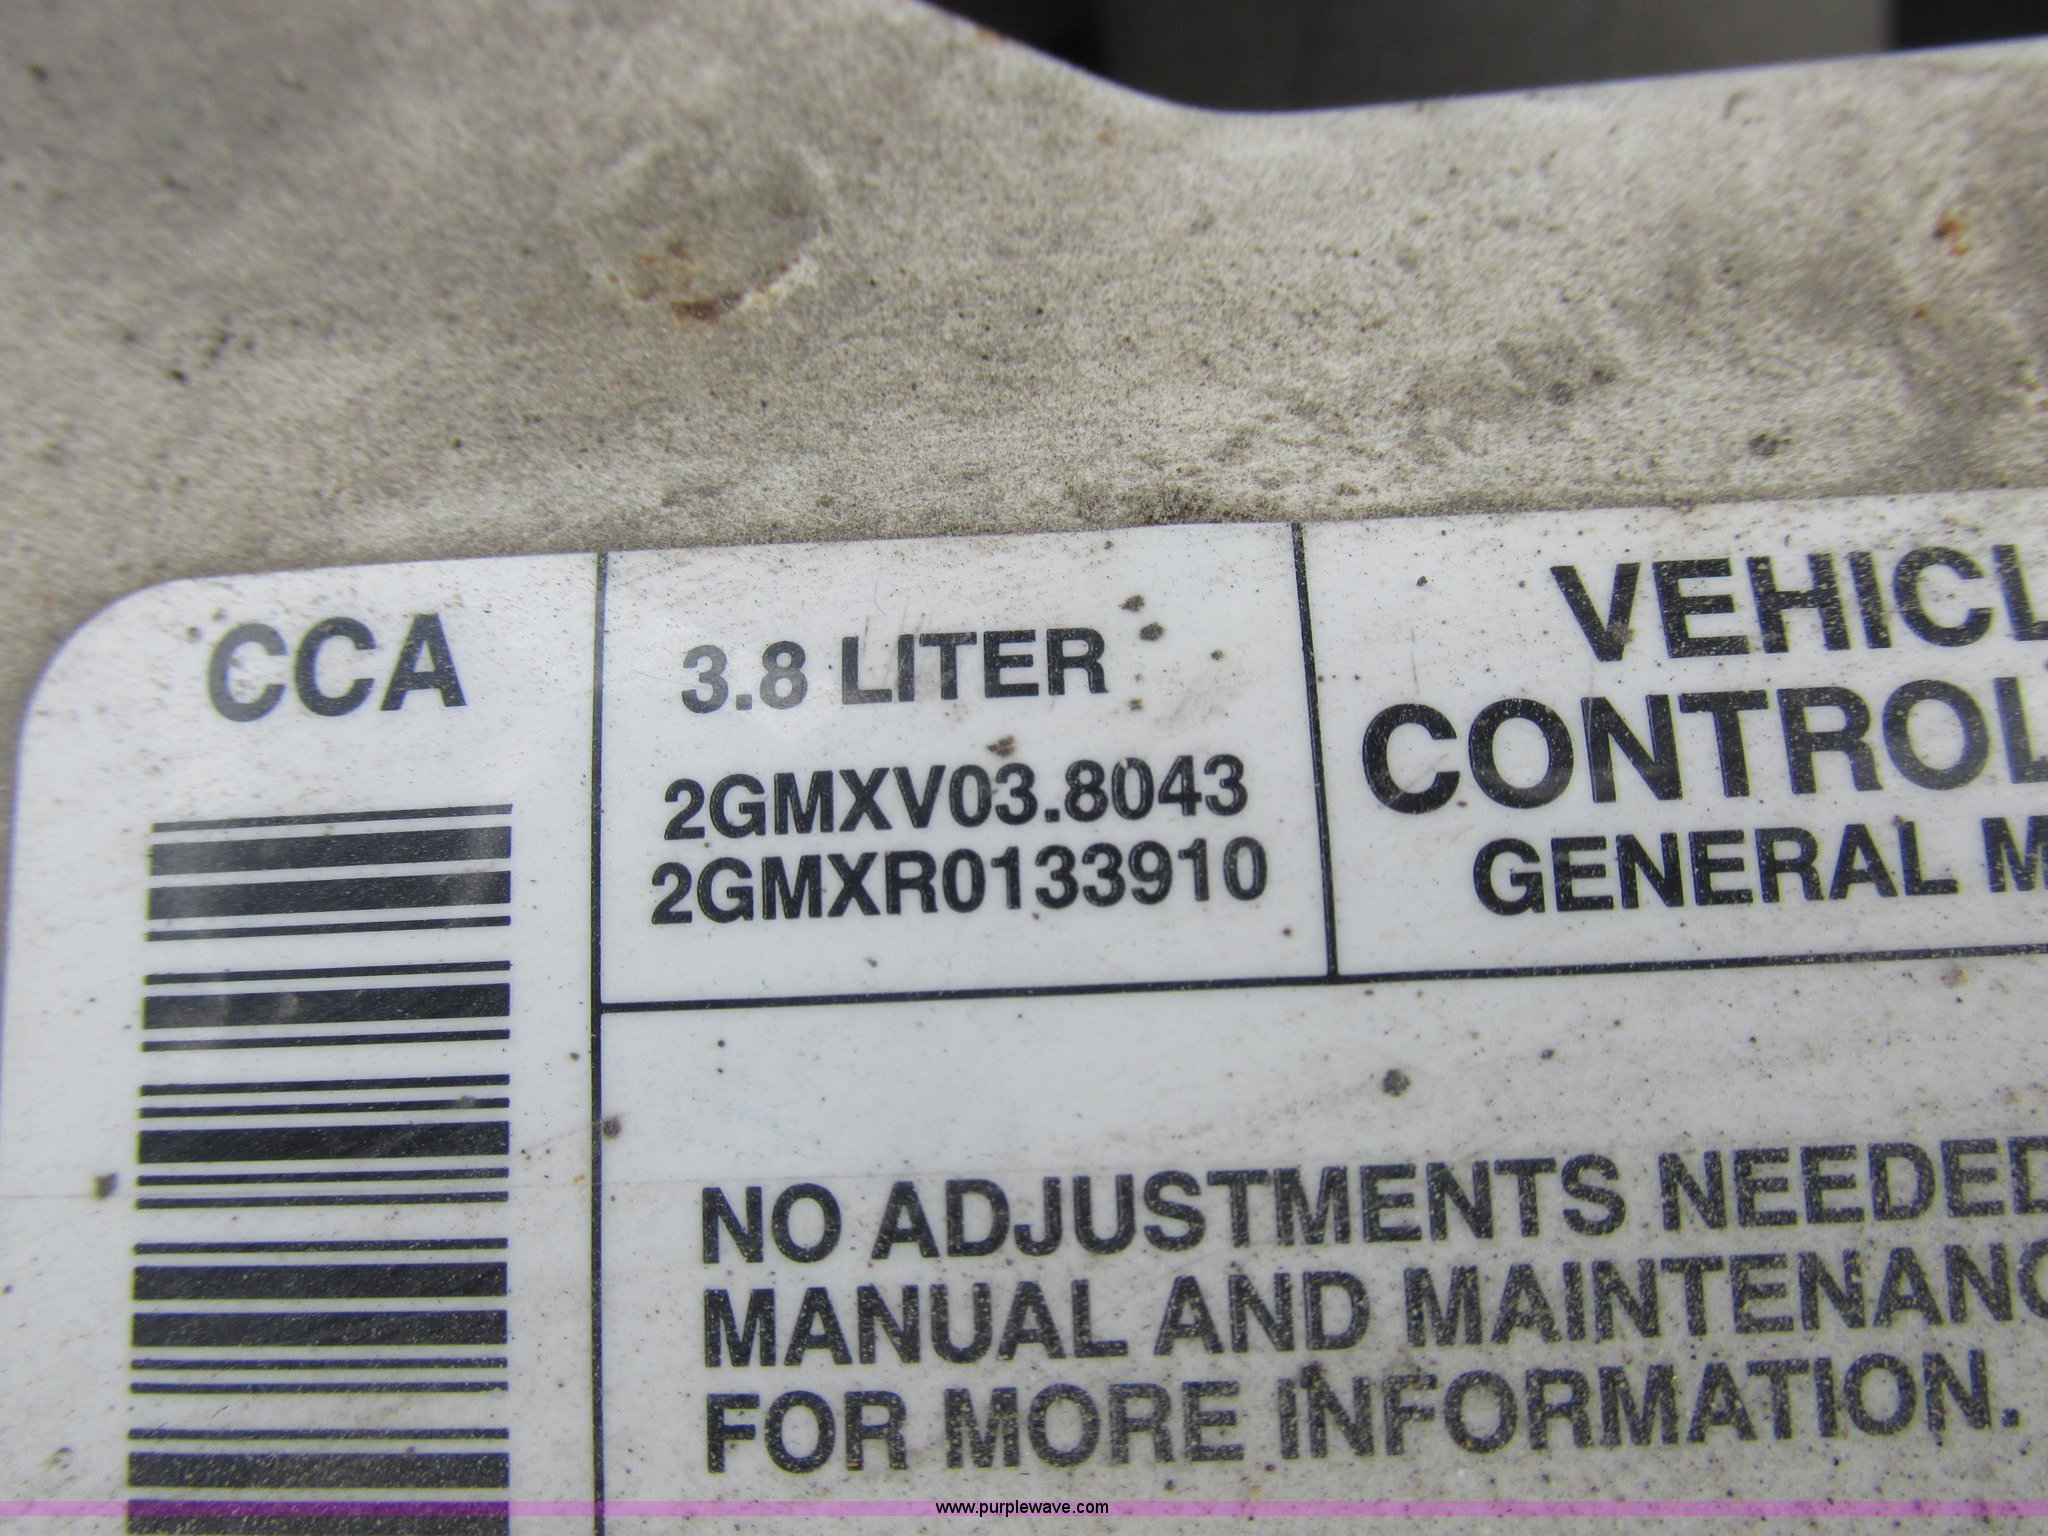 CCA
3.8 LITER
2GMXV03.8043
2GMXR0133910
VEHICL
CONTROL
GENERAL M
NO ADJUSTMENTS NEEDED
MANUAL AND MAINTENANC
FOR MORE INFORMATION.
www.purplewave.com